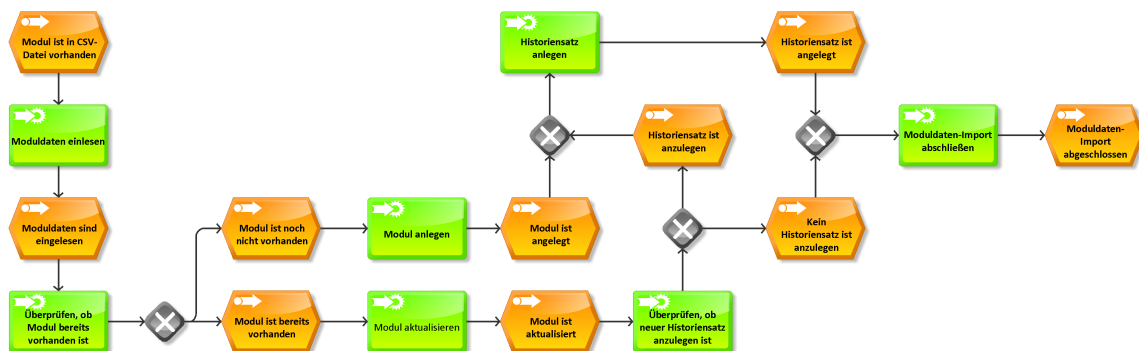 Modul ist in CSV-
Datei vorhanden
Moduldaten einlesen
Moduldaten sind
eingelesen
Überprüfen, ob
Modul bereits
vorhanden ist
Modul ist noch
nicht vorhanden
Modul anlegen
Modul ist
angelegt
Modul ist bereits
vorhanden
Modul aktualisieren
Modul ist
aktualisiert
Überprüfen, ob
neuer Historiensatz
anzulegen ist
Historiensatz ist
anzulegen
Kein
Historiensatz ist
anzulegen
Historiensatz
anlegen
Historiensatz ist
angelegt
Moduldaten-Import
abschließen
Moduldaten-
Import
abgeschlossen